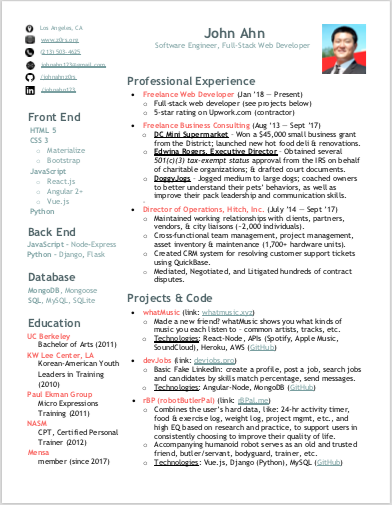 Los Angeles, CA
www.z0rs.org
(213) 503-4625
John Ahn
Software Engineer, Full-Stack Web Developer
Front End
HTML 5
CSS 3
o Materialize
o Bootstrap
JavaScript
o React.js
o Angular 2+
o Vue.js
Python
Back End
JavaScript - Node-Express
Python - Django, Flask
Database
MongoDB, Mongoose
SQL, MySQL, SQLite
Education
UC Berkeley
Bachelor of Arts (2011)
KW Lee Center, LA
Korean-American Youth
Leaders in Training
(2010)
Paul Ekman Group
Micro Expressions
Training (2011)
NASM
CPT, Certified Personal
Trainer (2012)
Mensa
member (since 2017)
Professional Experience
• Freelance Web Developer (Jan '18 — Present)
o Full-stack web developer (see projects below)
o 5-star rating on Upwork.com (contractor)
• Freelance Business Consulting (Aug '13 — Sept '17)
o DC Mini Supermarket - Won a $45,000 small business grant
from the District; launched new hot food deli & renovations.
o Edwina Rogers, Executive Director - Obtained several
501(c)(3) tax-exempt status approval from the IRS on behalf
of charitable organizations; & drafted court documents.
o DoggyJogs - Jogged medium to large dogs; coached owners
to better understand their pets' behaviors, as well as
improve their pack leadership and communication skills.
• Director of Operations, Hitch, Inc. (July '14 — Sept '17)
o Maintained working relationships with clients, partners,
vendors, & city liaisons (~2,000 individuals).
o Cross-functional team management, project management,
asset inventory & maintenance (1,700+ hardware units).
o Created CRM system for resolving customer support tickets
using QuickBase.
o Mediated, Negotiated, and Litigated hundreds of contract
disputes.
Projects & Code
• whatMusic (link: whatmusic.xyz)
o Made a new friend? whatMusic shows you what kinds of
music you each listen to - common artists, tracks, etc.
o Technologies: React-Node, APIs (Spotify, Apple Music,
SoundCloud), Heroku, AWS (GitHub)
• devJobs (link: devjobs.org)
o Basic Fake LinkedIn: create a profile, post a job, search jobs
and candidates by skills match percentage, send messages.
o Technologies: Angular-Node, MongoDB (GitHub)
• rBP (robotButlerPal) (link: rBPal.me)
o Combines the user's hard data, like: 24-hour activity timer,
food & exercise log, weight log, project mgmt, etc., and
high EQ based on research and practice, to support users in
consistently choosing to improve their quality of life.
o Accompanying humanoid robot serves as an old and trusted
friend, butler/servant, bodyguard, trainer, etc.
o Technologies: Vue.js, Django (Python), MySQL (GitHub)